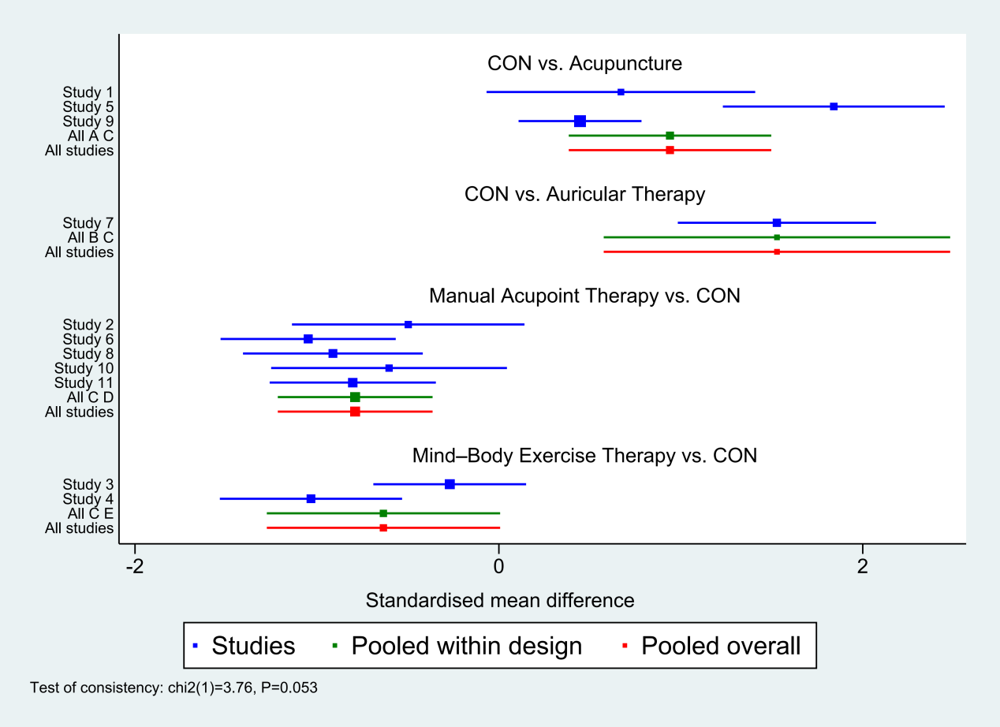 CON vs. Acupuncture
Study 1
Study 5
Study 9
All A C
All studies
CON vs. Auricular Therapy
Study 7
All B C
All studies
Manual Acupoint Therapy vs. CON
Study 2
Study 6
Study 8
Study 10
Study 11
All C D
All studies
Mind–Body Exercise Therapy vs. CON
Study 3
Study 4
All C E
All studies
-2 0 2
Standardised mean difference
Studies Pooled within design Pooled overall
Test of consistency: chi2(1)=3.76, P=0.053